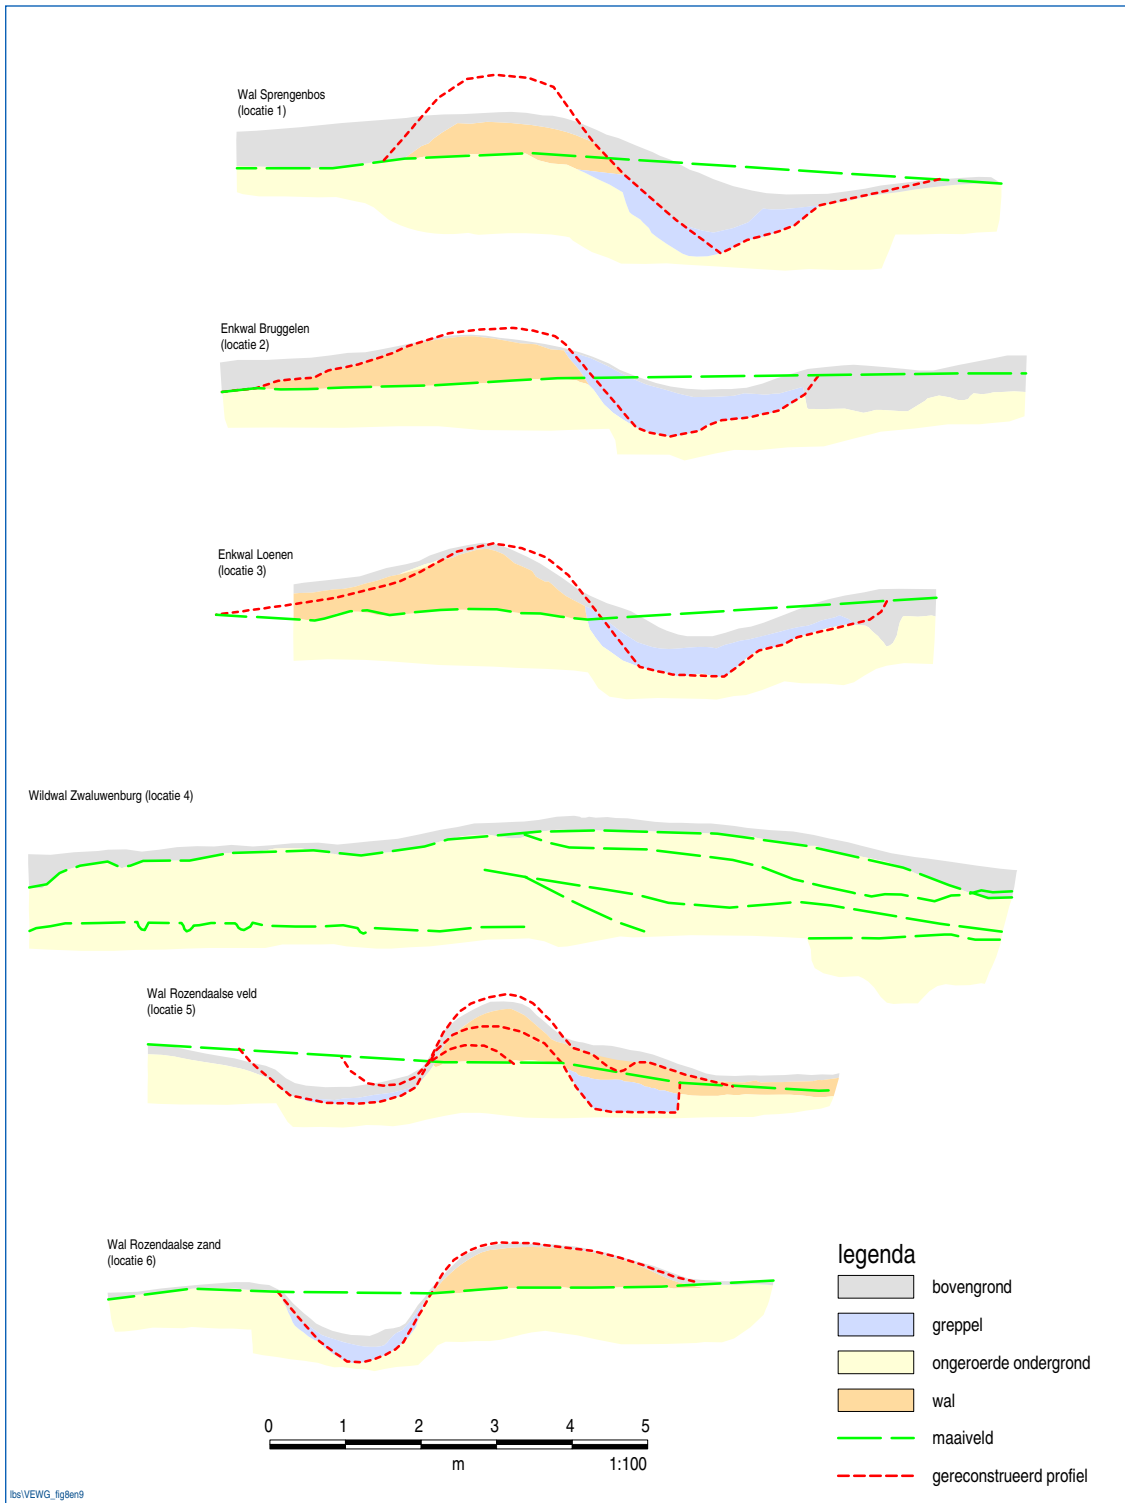 Wal Sprengenbos
(locatie 1)
Enkwal Bruggelen
(locatie 2)
Enkwal Loenen
(locatie 3)
Wildwal Zwaluwenburg (locatie 4)
Wal Rozendaalse veld
(locatie 5)
Wal Rozendaalse zand
(locatie 6)
legenda
bovengrond
greppel
ongeroerde ondergrond
wal
maaiveld
gereconstrueerd profiel
0 1 2 3 4 5
m 1:100
lbs\VEWG_fig8en9